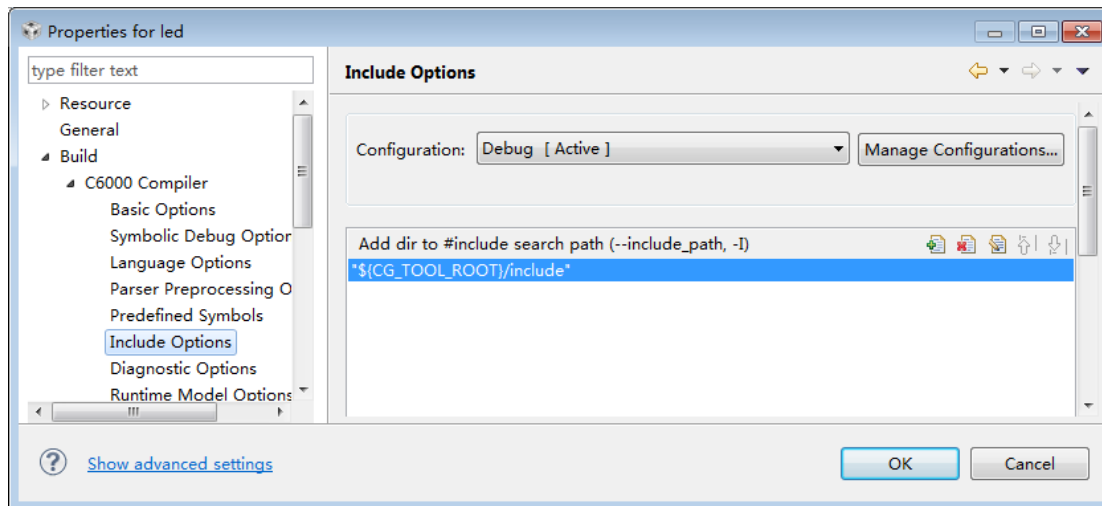 Properties for led
type filter text
Resource
General
Build
C6000 Compiler
Basic Options
Symbolic Debug Option
Language Options
Parser Preprocessing O
Predefined Symbols
Include Options
Diagnostic Options
Runtime Model Options
Include Options
Configuration: Debug [ Active ] Manage Configurations...
Add dir to #include search path (--include_path, -I)
"${CG_TOOL_ROOT}/include"
Show advanced settings
OK
Cancel